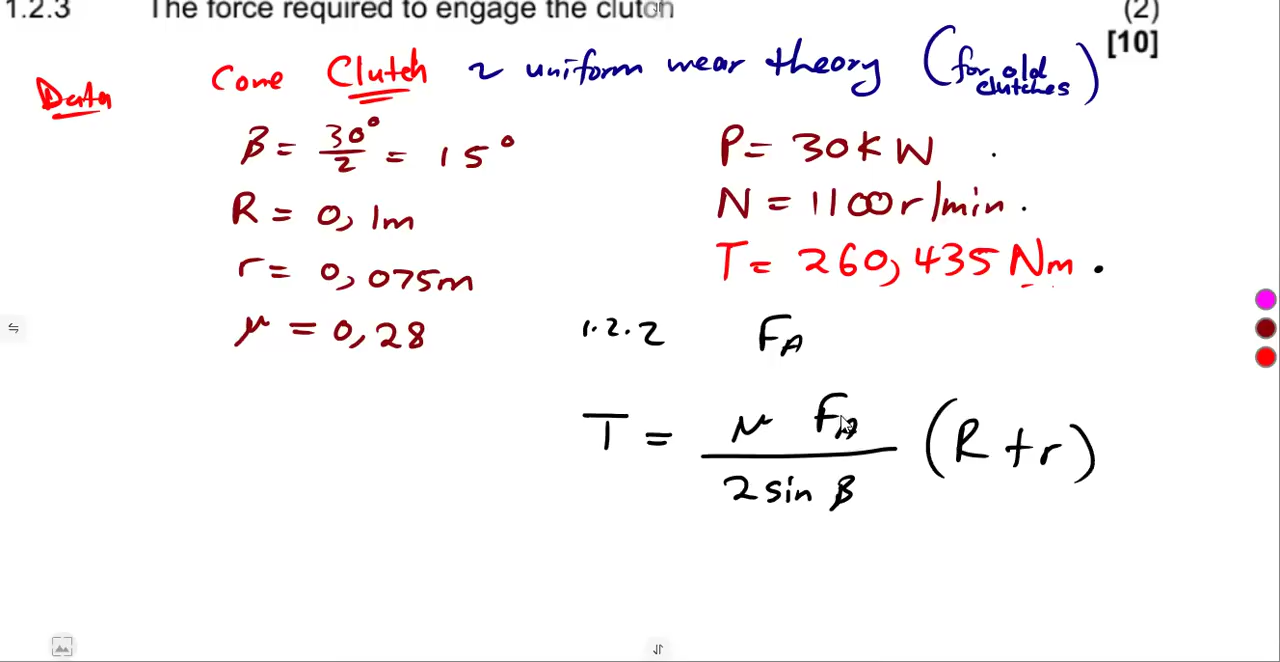 1.2.3 The force required to engage the clutch (2)
[10]
Data Cone Clutch ~ uniform wear theory (for old clutches)
β = 30°/2 = 15°
P = 30kW
R = 0,1m
N = 1100 r/min.
r = 0,075m
T = 260,435 Nm.
μ = 0,28
1.2.2 FA
T = μ FA / 2 sin β (R + r)